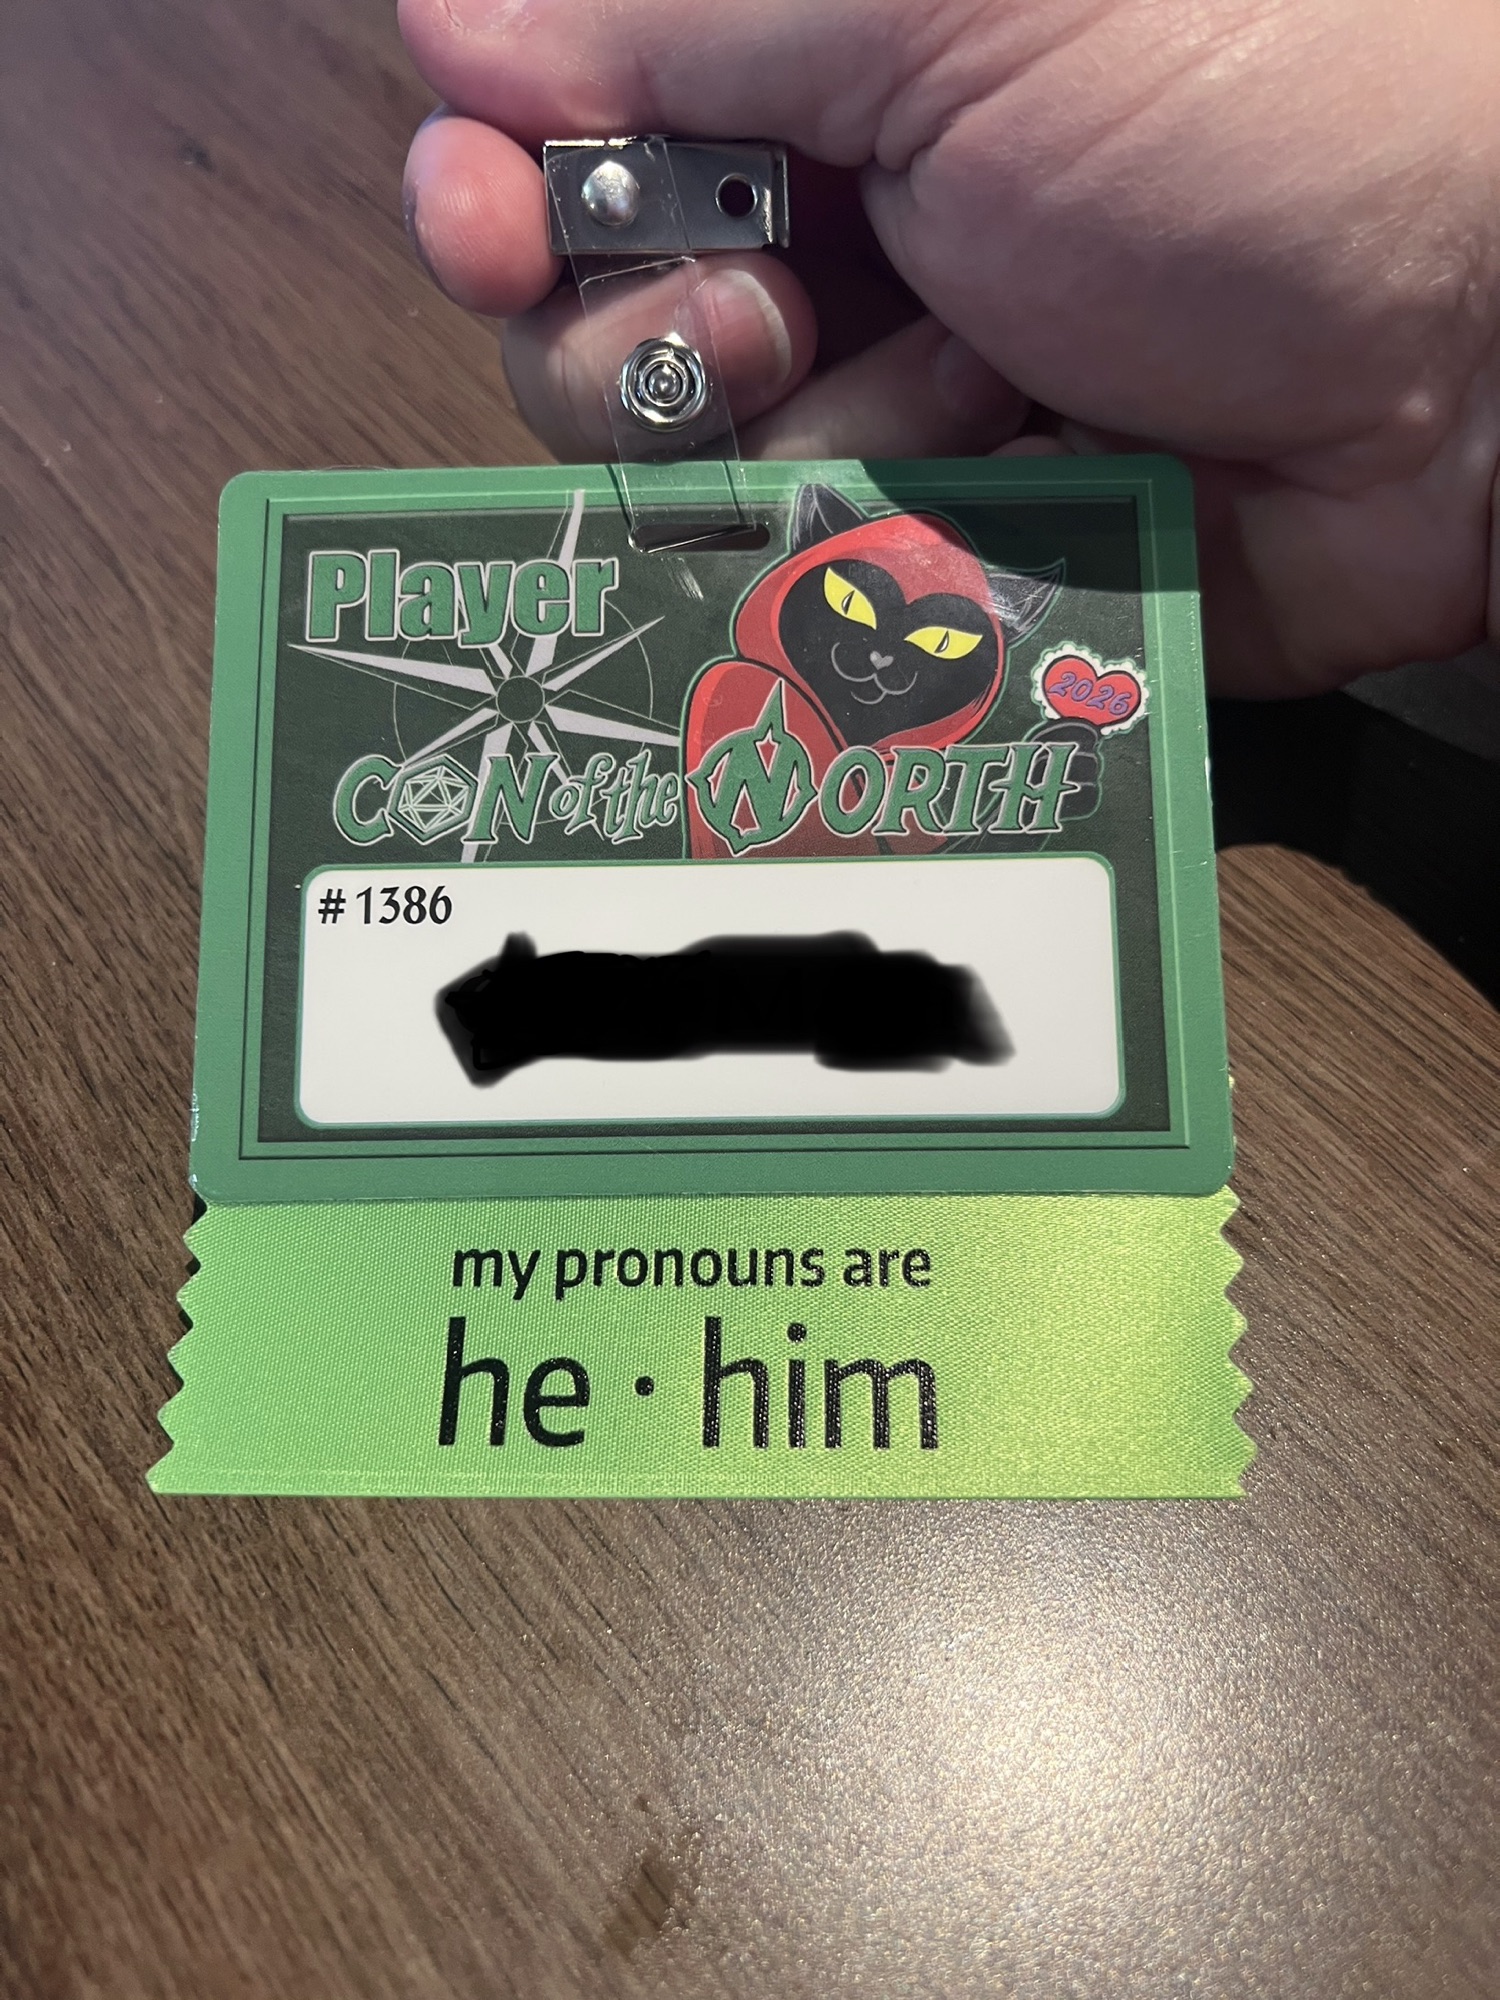 Player
2026
CON of the NORTH
# 1386
my pronouns are
he · him